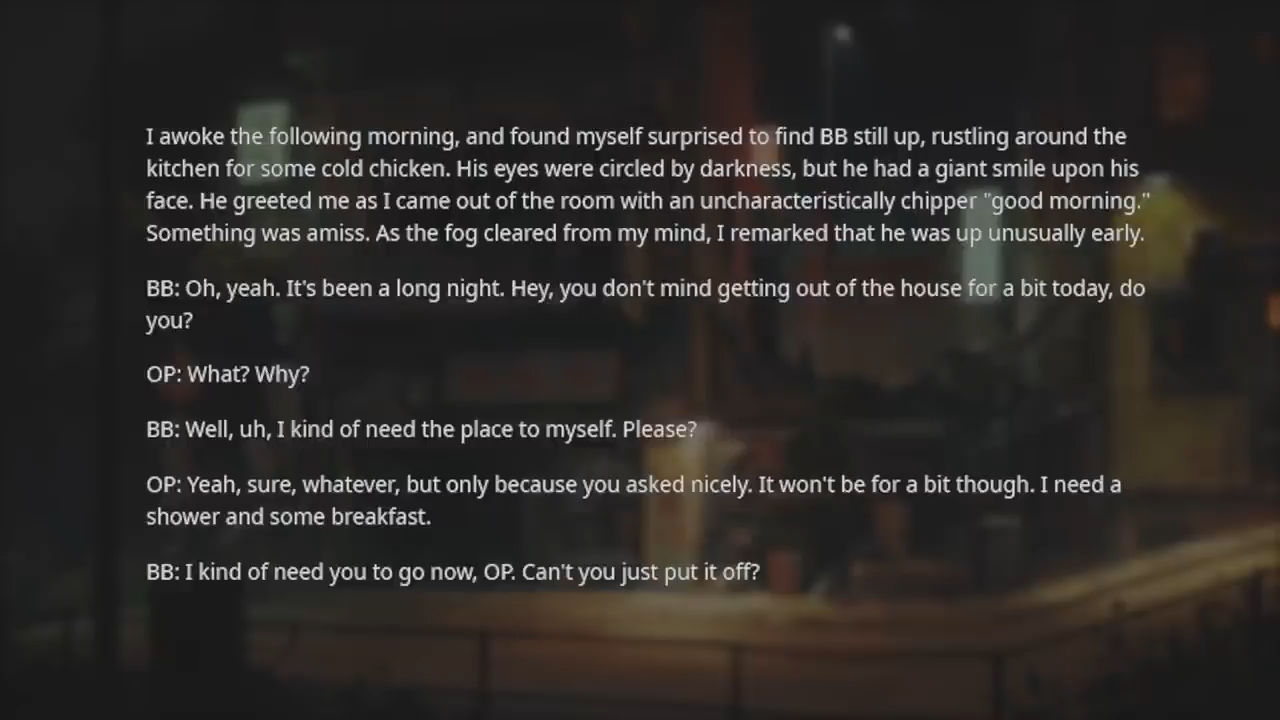 I awoke the following morning, and found myself surprised to find BB still up, rustling around the
kitchen for some cold chicken. His eyes were circled by darkness, but he had a giant smile upon his
face. He greeted me as I came out of the room with an uncharacteristically chipper "good morning."
Something was amiss. As the fog cleared from my mind, I remarked that he was up unusually early.
BB: Oh, yeah. It's been a long night. Hey, you don't mind getting out of the house for a bit today, do
you?
OP: What? Why?
BB: Well, uh, I kind of need the place to myself. Please?
OP: Yeah, sure, whatever, but only because you asked nicely. It won't be for a bit though. I need a
shower and some breakfast.
BB: I kind of need you to go now, OP. Can't you just put it off?